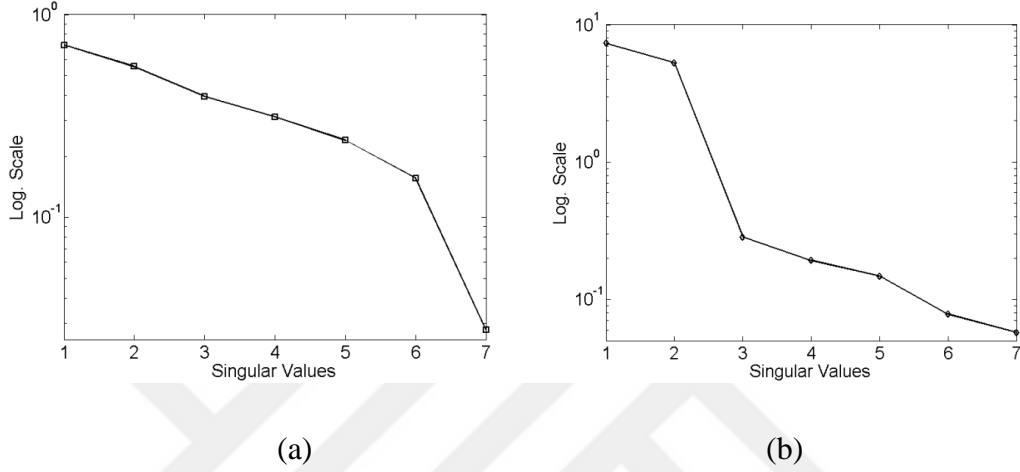 10^0
10^-1
Log. Scale
1 2 3 4 5 6 7
Singular Values
(a)
10^1
10^0
10^-1
Log. Scale
1 2 3 4 5 6 7
Singular Values
(b)